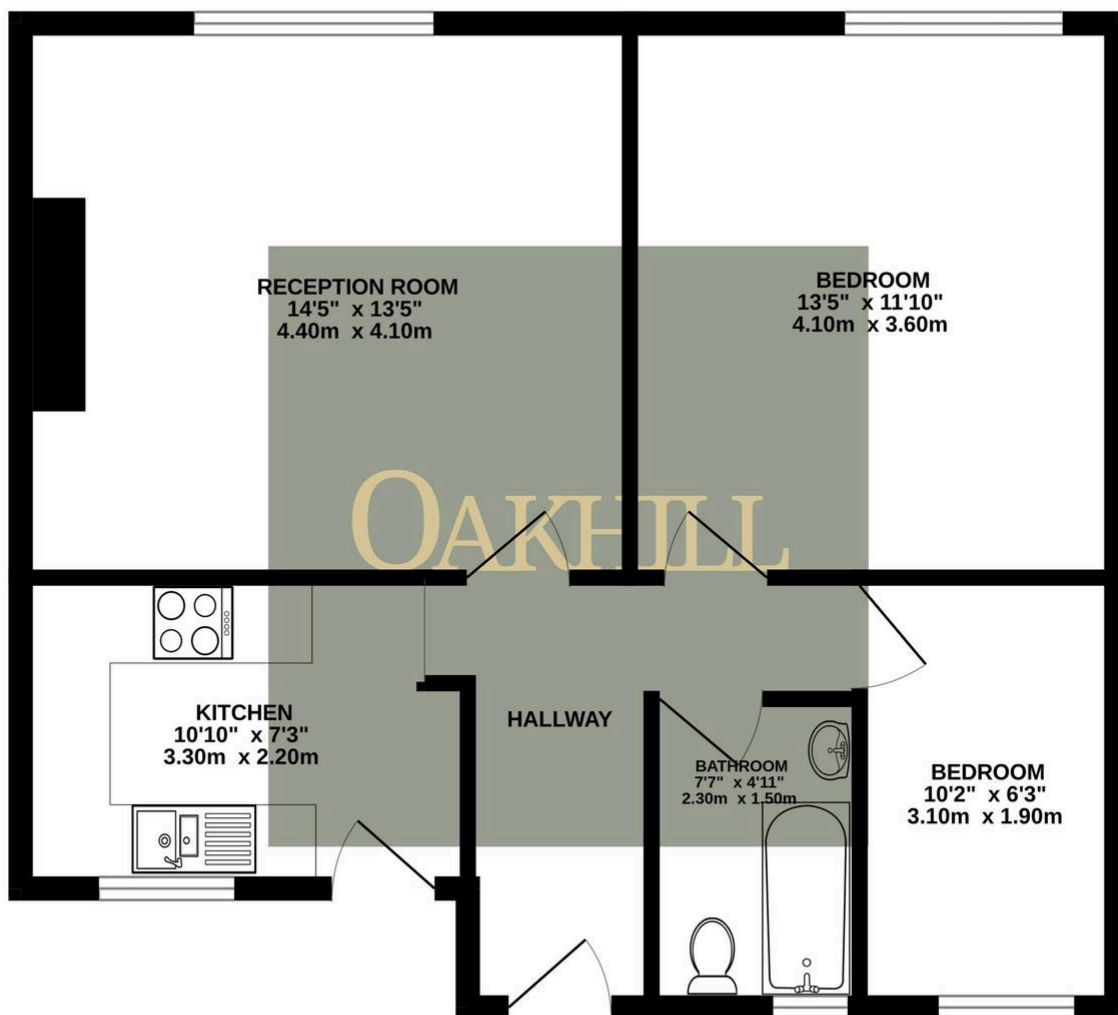 RECEPTION ROOM
14'5" x 13'5"
4.40m x 4.10m
BEDROOM
13'5" x 11'10"
4.10m x 3.60m
OAKHILL
KITCHEN
10'10" x 7'3"
3.30m x 2.20m
HALLWAY
BATHROOM
7'7" x 4'11"
2.30m x 1.50m
BEDROOM
10'2" x 6'3"
3.10m x 1.90m